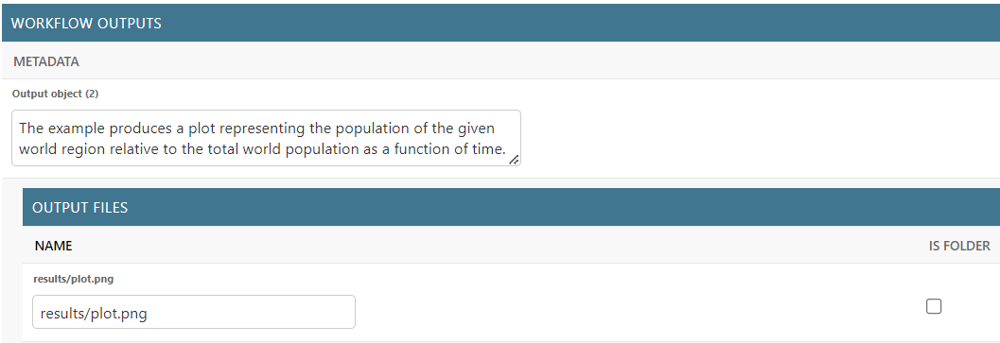 WORKFLOW OUTPUTS
METADATA
Output object (2)
The example produces a plot representing the population of the given
world region relative to the total world population as a function of time.
OUTPUT FILES
NAME IS FOLDER
results/plot.png
results/plot.png